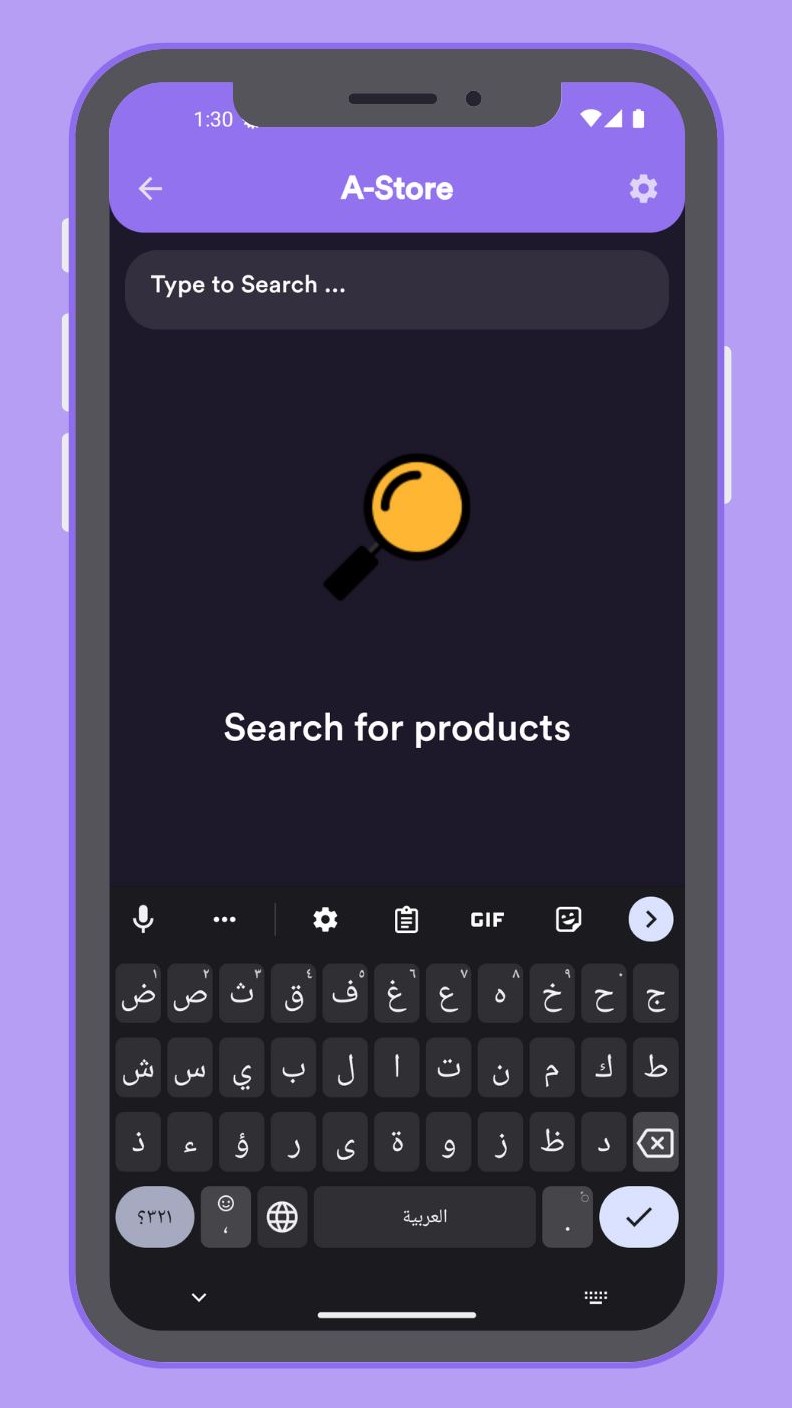 1:30
A-Store
Type to Search ...
Search for products
GIF
ض ص ث ق ف غ ع ه خ ح ج
١ ٢ ٣ ٤ ٥ ٦ ٧ ٨ ٩ ٠
ش س ي ب ل ا ت ن م ك ط
ذ ء ؤ ر ى ة و ز ظ د
٣٢١؟ ، العربية .